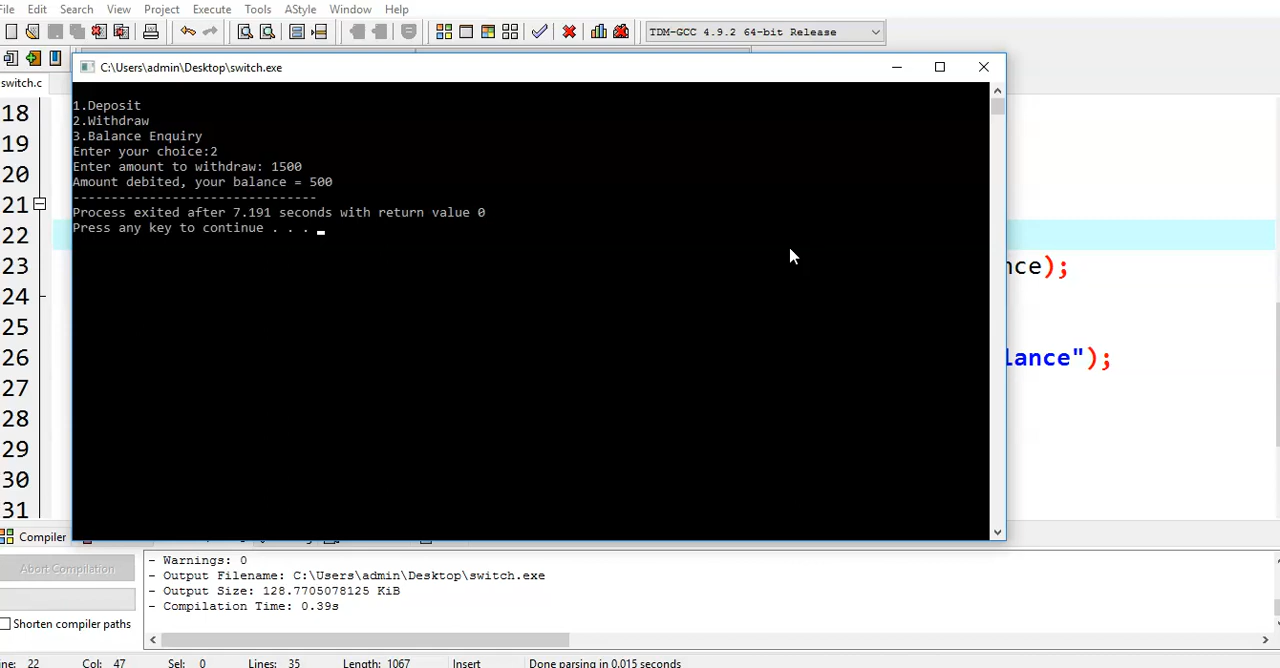 File Edit Search View Project Execute Tools AStyle Window Help
TDM-GCC 4.9.2 64-bit Release
C:\Users\admin\Desktop\switch.exe
switch.c
1.Deposit
2.Withdraw
3.Balance Enquiry
Enter your choice:2
Enter amount to withdraw: 1500
Amount debited, your balance = 500
--------------------------------
Process exited after 7.191 seconds with return value 0
Press any key to continue . . .
18
19
20
21
22
23 nce);
24
25
26 lance");
27
28
29
30
31
Compiler
Abort Compilation
Shorten compiler paths
- Warnings: 0
- Output Filename: C:\Users\admin\Desktop\switch.exe
- Output Size: 128.7705078125 KiB
- Compilation Time: 0.39s
ine: 22 Col: 47 Sel: 0 Lines: 35 Length: 1067 Insert Done parsing in 0.015 seconds